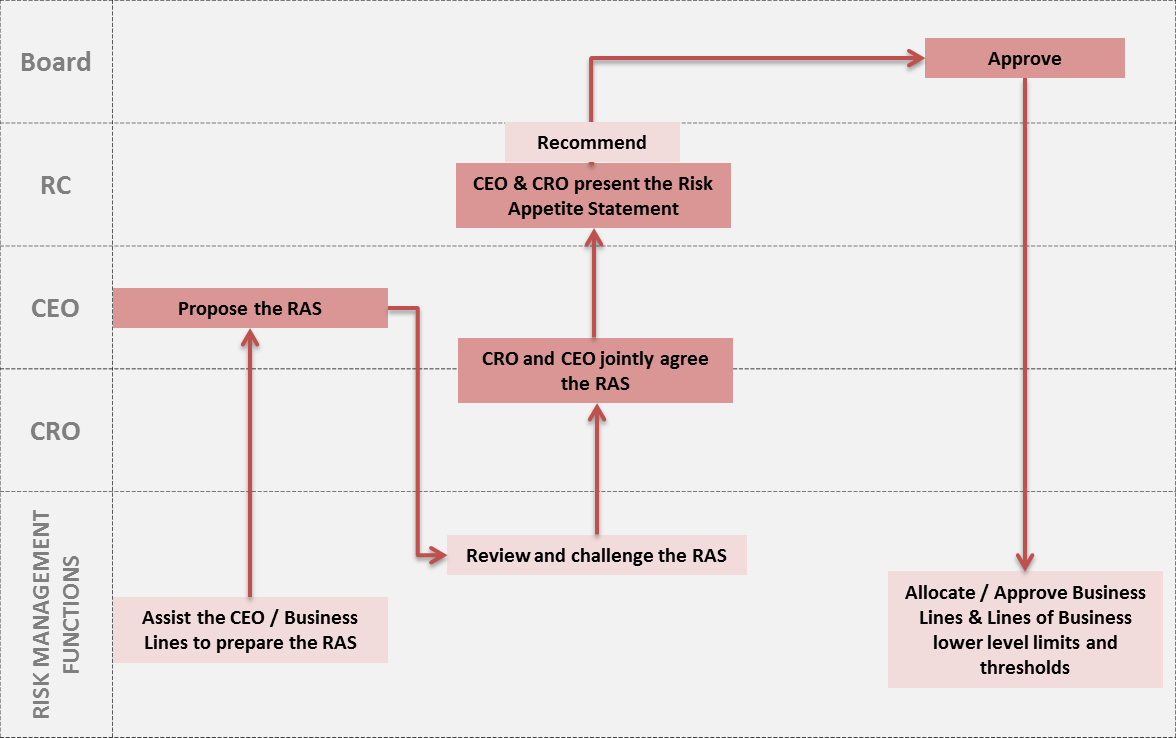 Board
Approve
Recommend
RC
CEO & CRO present the Risk
Appetite Statement
CEO
Propose the RAS
CRO and CEO jointly agree
the RAS
CRO
RISK MANAGEMENT
FUNCTIONS
Review and challenge the RAS
Assist the CEO / Business
Lines to prepare the RAS
Allocate / Approve Business
Lines & Lines of Business
lower level limits and
thresholds